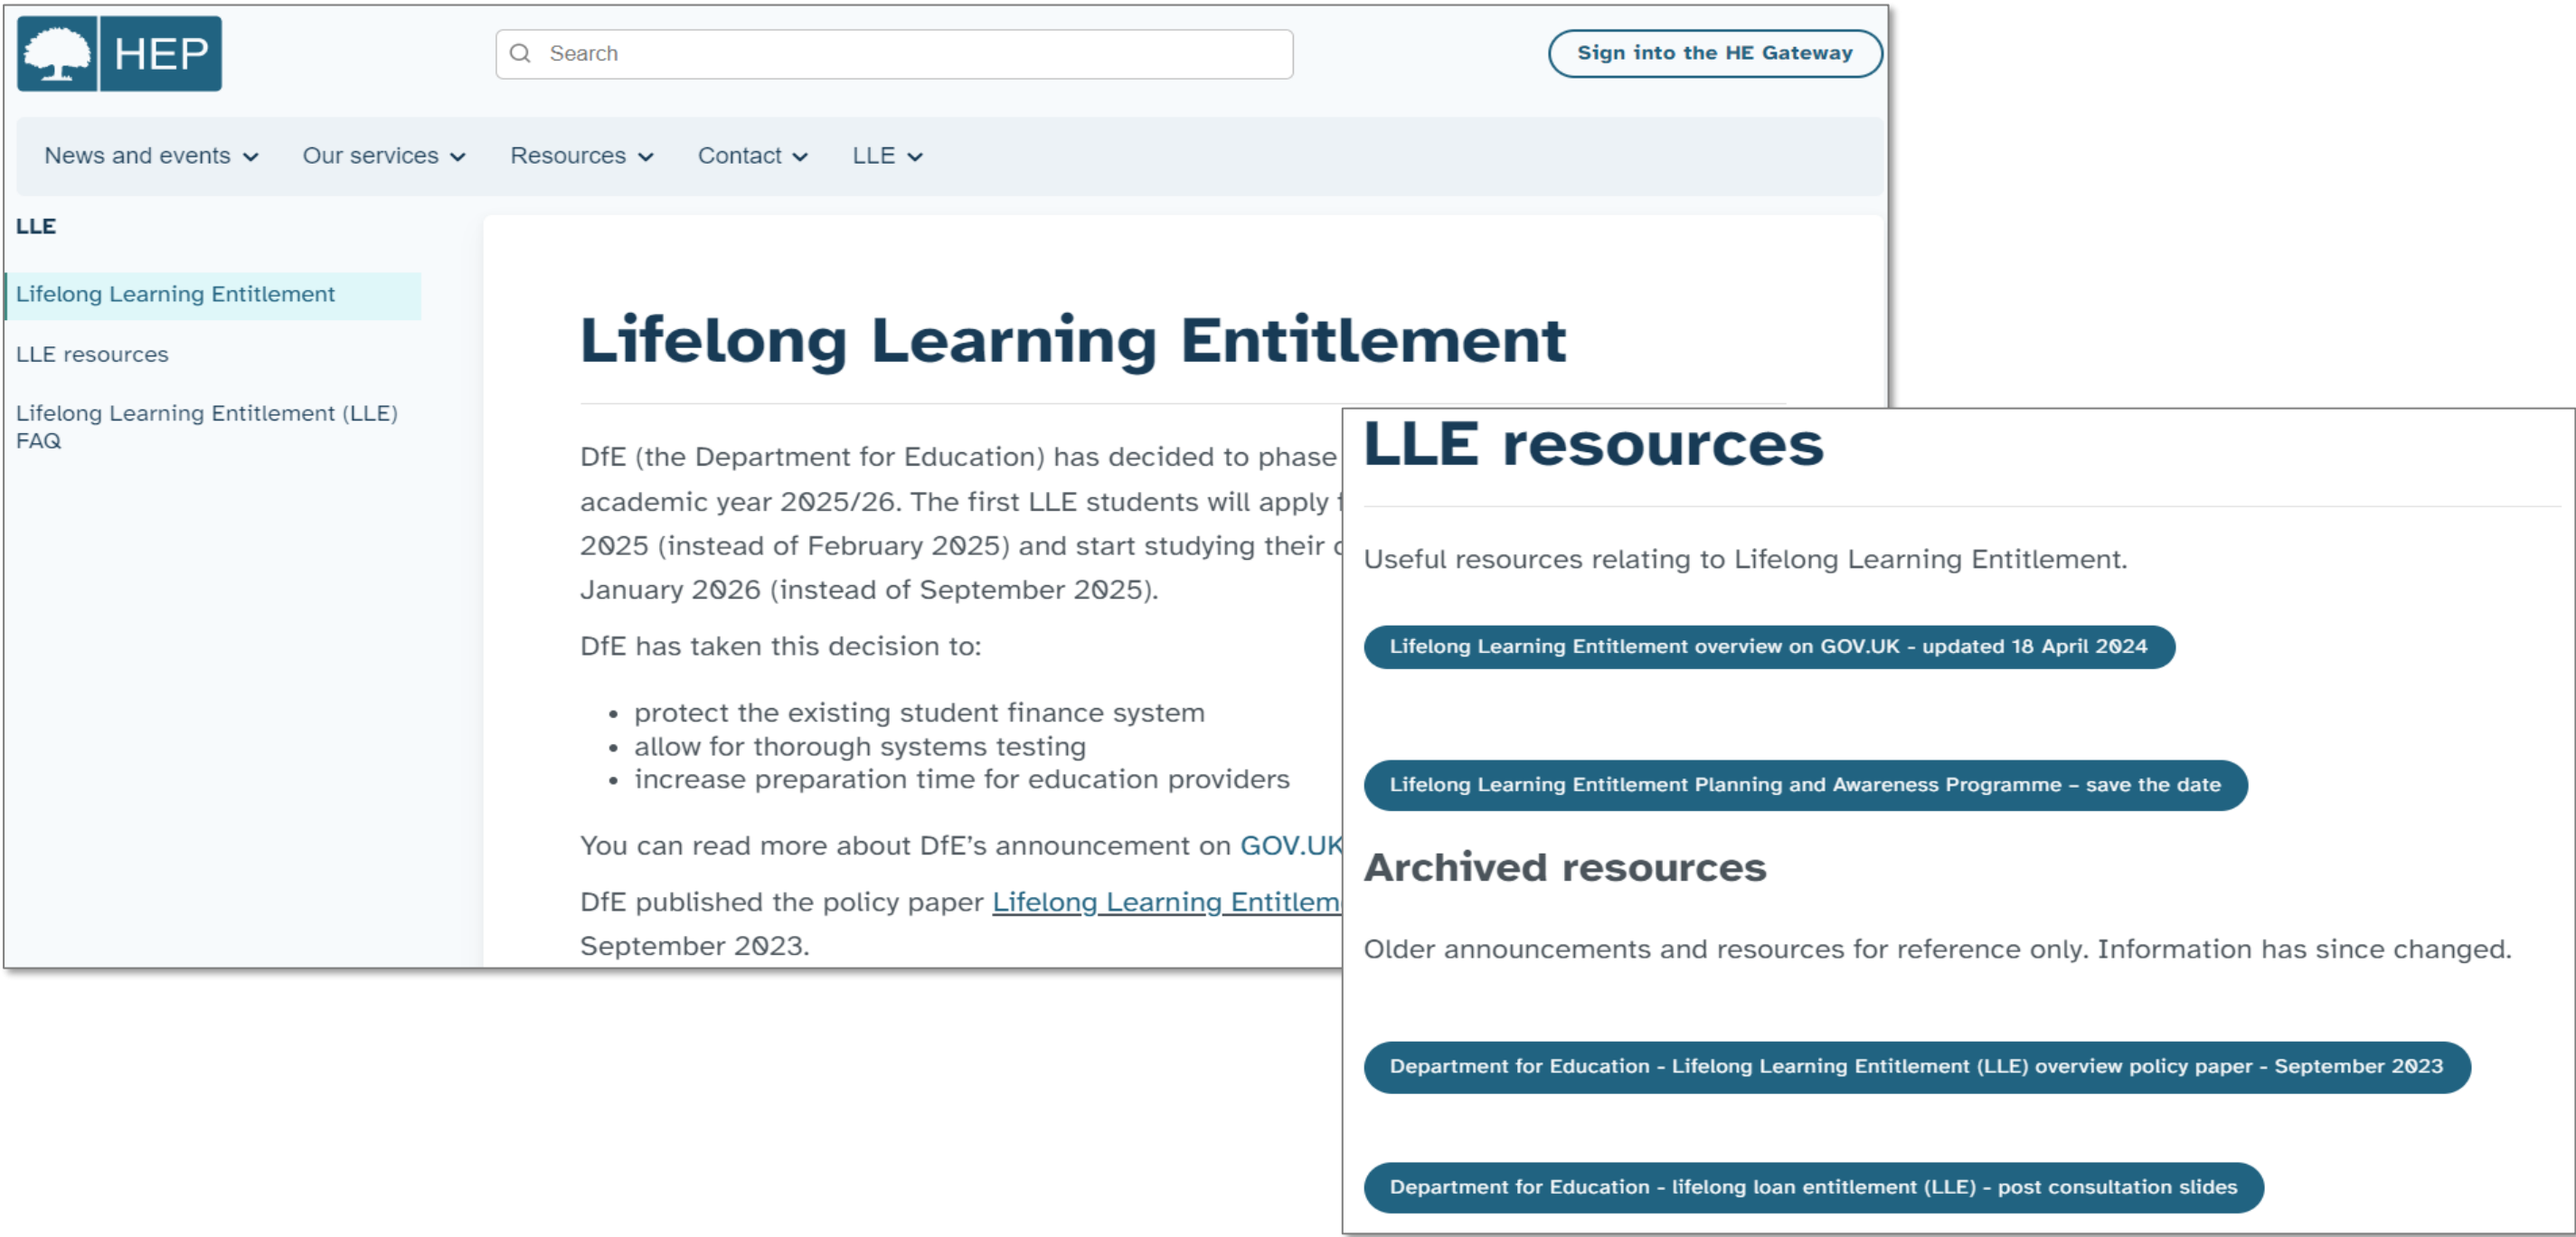 HEP
Search
Sign into the HE Gateway
News and events
Our services
Resources
Contact
LLE
LLE
Lifelong Learning Entitlement
LLE resources
Lifelong Learning Entitlement (LLE)
FAQ
Lifelong Learning Entitlement
DfE (the Department for Education) has decided to phase
academic year 2025/26. The first LLE students will apply
2025 (instead of February 2025) and start studying their
January 2026 (instead of September 2025).
DfE has taken this decision to:
• protect the existing student finance system
• allow for thorough systems testing
• increase preparation time for education providers
You can read more about DfE’s announcement on GOV.UK
DfE published the policy paper Lifelong Learning
September 2023.
LLE resources
Useful resources relating to Lifelong Learning Entitlement.
Lifelong Learning Entitlement overview on GOV.UK - updated 18 April 2024
Lifelong Learning Entitlement Planning and Awareness Programme – save the date
Archived resources
Older announcements and resources for reference only. Information has since changed.
Department for Education - Lifelong Learning Entitlement (LLE) overview policy paper - September 2023
Department for Education - lifelong loan entitlement (LLE) - post consultation slides